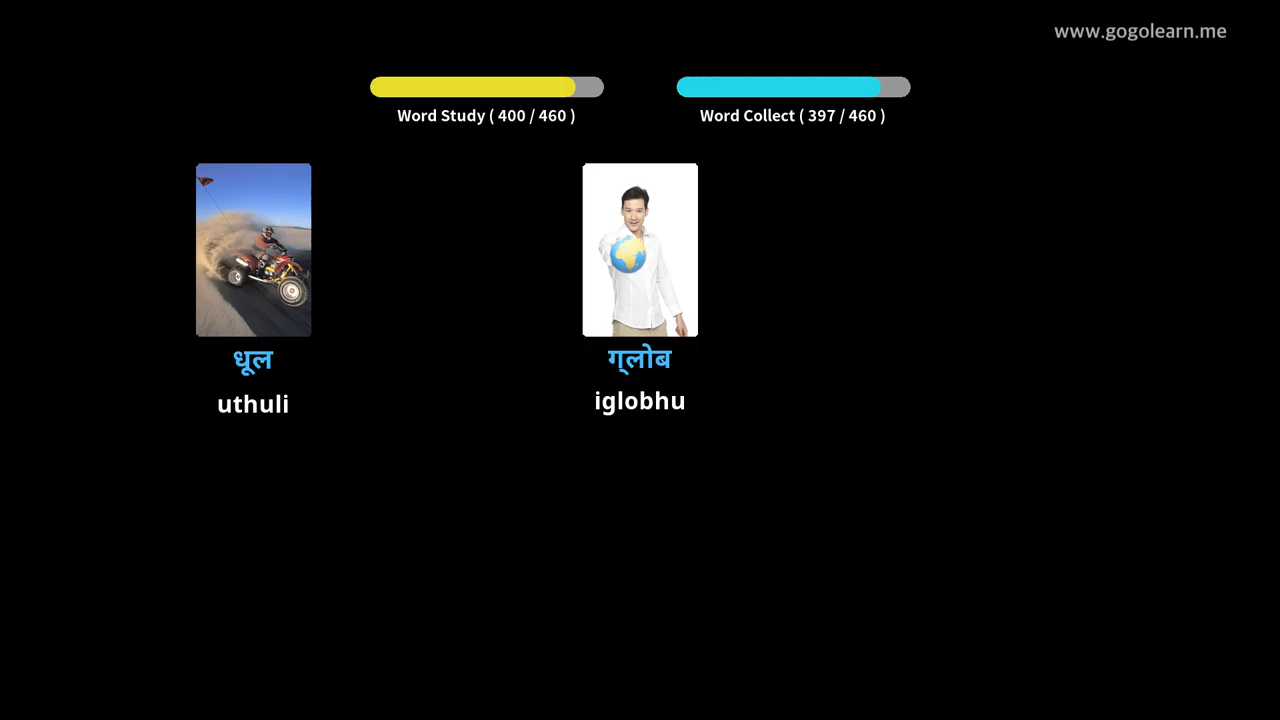 www.gogolearn.me
Word Study ( 400 / 460 )
Word Collect ( 397 / 460 )
धूल
uthuli
ग्लोब
iglobhu